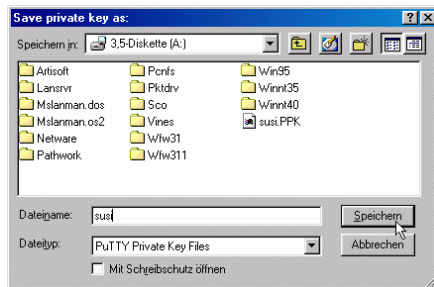 Save private key as:
Speichern in: 3,5-Diskette (A:)
Artisoft Pcnfs Win95
Lansrvr Pktdrv Winnt35
Mslanman.dos Sco Winnt40
Mslanman.os2 Vines susi.PPK
Netware Wfw31
Pathwork Wfw311
Dateiname: susi Speichern
Dateityp: PuTTY Private Key Files Abbrechen
Mit Schreibschutz öffnen